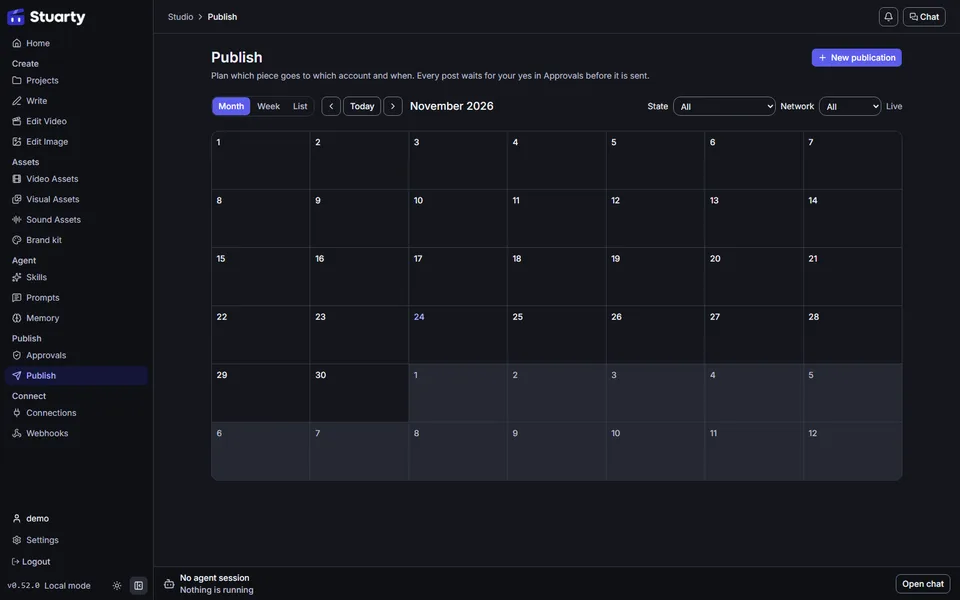 Stuarty
Studio > Publish
Chat
Home
Create
Projects
Write
Edit Video
Edit Image
Assets
Video Assets
Visual Assets
Sound Assets
Brand kit
Agent
Skills
Prompts
Memory
Publish
Approvals
Publish
Connect
Connections
Webhooks
demo
Settings
Logout
v0.52.0 Local mode
Publish
+ New publication
Plan which piece goes to which account and when. Every post waits for your yes in Approvals before it is sent.
Month Week List < Today > November 2026 State All Network All Live
1 2 3 4 5 6 7
8 9 10 11 12 13 14
15 16 17 18 19 20 21
22 23 24 25 26 27 28
29 30 1 2 3 4 5
6 7 8 9 10 11 12
No agent session
Nothing is running
Open chat